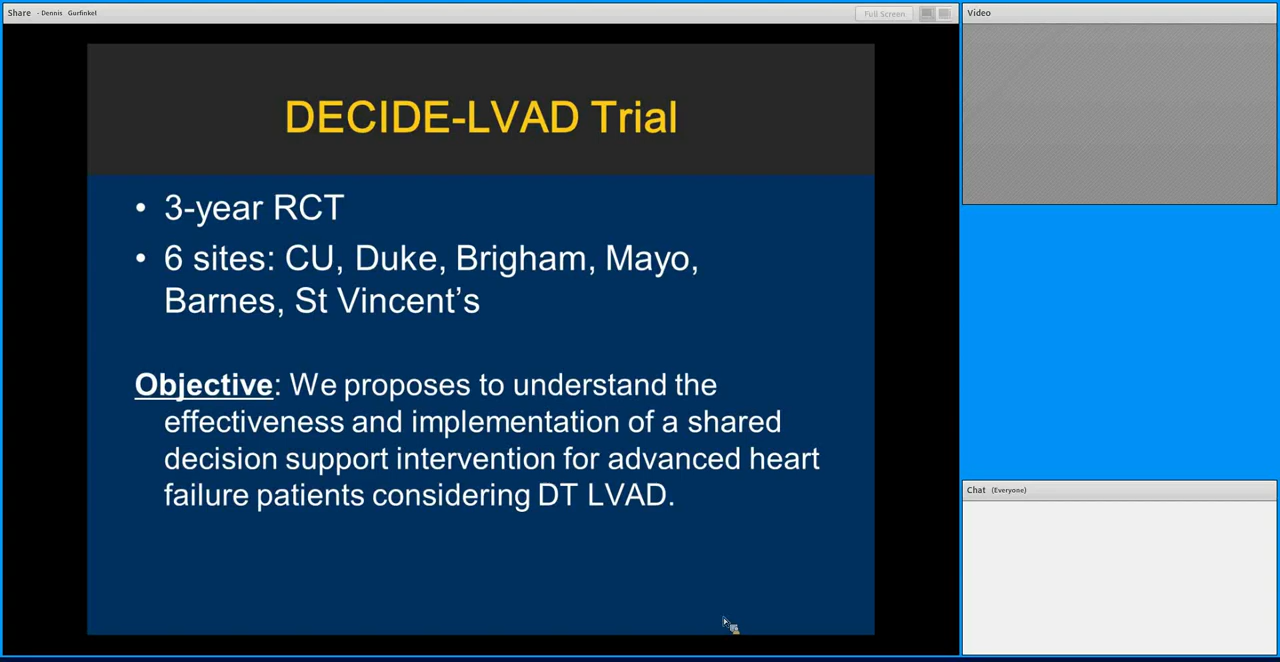 Share - Dennis Gurfinkel
Full Screen
Video
DECIDE-LVAD Trial
• 3-year RCT
• 6 sites: CU, Duke, Brigham, Mayo,
Barnes, St Vincent’s
Objective: We proposes to understand the
effectiveness and implementation of a shared
decision support intervention for advanced heart
failure patients considering DT LVAD.
Chat (Everyone)